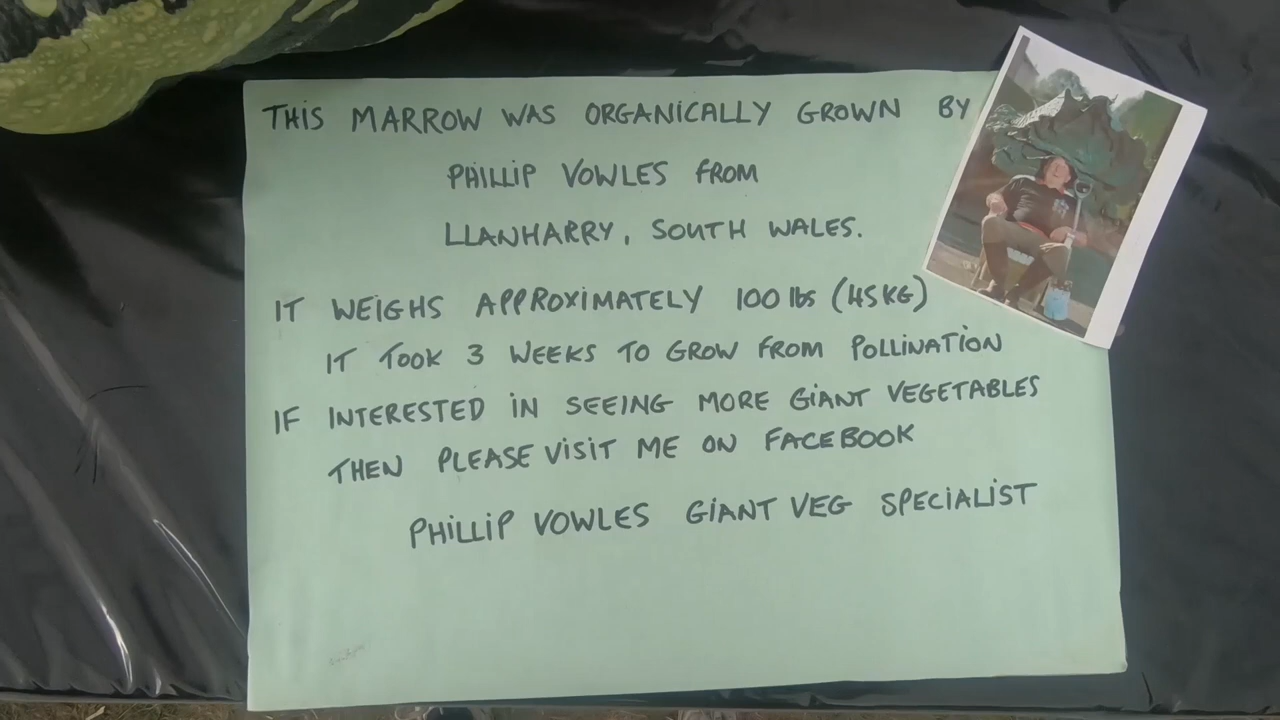 THIS MARROW WAS ORGANICALLY GROWN BY
PHILLIP VOWLES FROM
LLANHARRY, SOUTH WALES.
IT WEIGHS APPROXIMATELY 100 lbs (45KG)
IT TOOK 3 WEEKS TO GROW FROM POLLINATION
IF INTERESTED IN SEEING MORE GIANT VEGETABLES
THEN PLEASE VISIT ME ON FACEBOOK
PHILLIP VOWLES GIANT VEG SPECIALIST